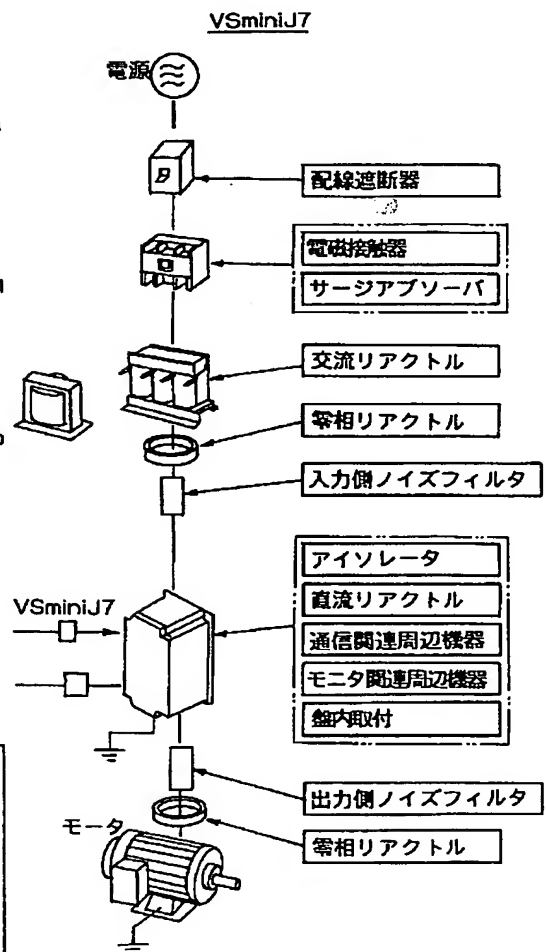 VSminiJ7
電源
B
配線遮断器
電磁接触器
サージアブソーバ
交流リアクトル
零相リアクトル
入力側ノイズフィルタ
アイソレータ
直流リアクトル
VSminiJ7
通信関連周辺機器
モニタ関連周辺機器
盤内取付
出力側ノイズフィルタ
モータ
零相リアクトル